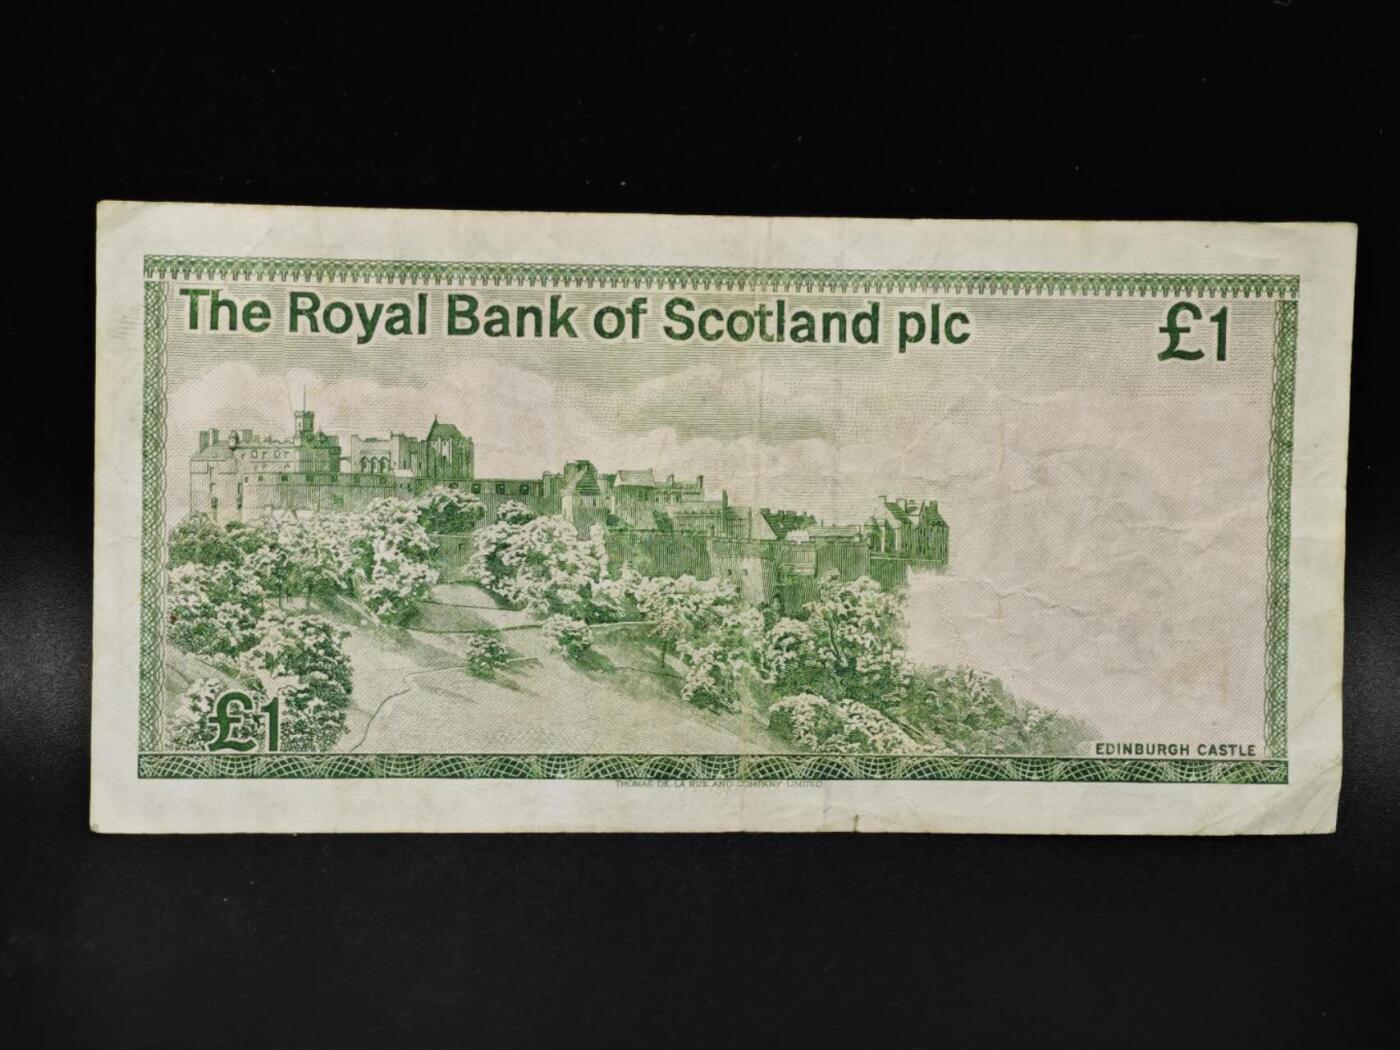 The Royal Bank of Scotland plc
£1
£1
EDINBURGH CASTLE
THOMAS DE LA RUE AND COMPANY LIMITED